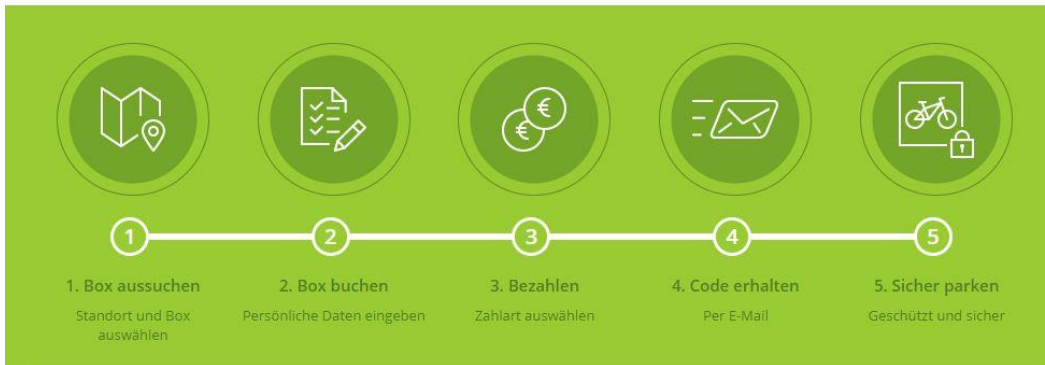 1
2
3
4
5
1. Box aussuchen
Standort und Box
auswählen
2. Box buchen
Persönliche Daten eingeben
3. Bezahlen
Zahlart auswählen
4. Code erhalten
Per E-Mail
5. Sicher parken
Geschützt und sicher